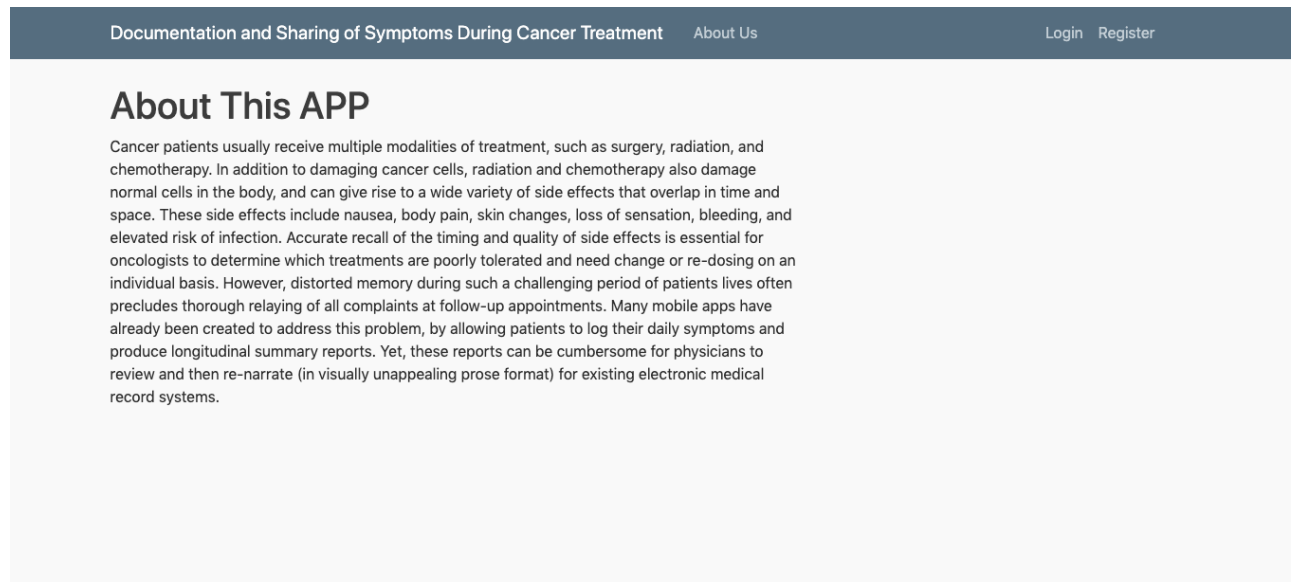 Documentation and Sharing of Symptoms During Cancer Treatment About Us Login Register
About This APP
Cancer patients usually receive multiple modalities of treatment, such as surgery, radiation, and
chemotherapy. In addition to damaging cancer cells, radiation and chemotherapy also damage
normal cells in the body, and can give rise to a wide variety of side effects that overlap in time and
space. These side effects include nausea, body pain, skin changes, loss of sensation, bleeding, and
elevated risk of infection. Accurate recall of the timing and quality of side effects is essential for
oncologists to determine which treatments are poorly tolerated and need change or re-dosing on an
individual basis. However, distorted memory during such a challenging period of patients lives often
precludes thorough relaying of all complaints at follow-up appointments. Many mobile apps have
already been created to address this problem, by allowing patients to log their daily symptoms and
produce longitudinal summary reports. Yet, these reports can be cumbersome for physicians to
review and then re-narrate (in visually unappealing prose format) for existing electronic medical
record systems.